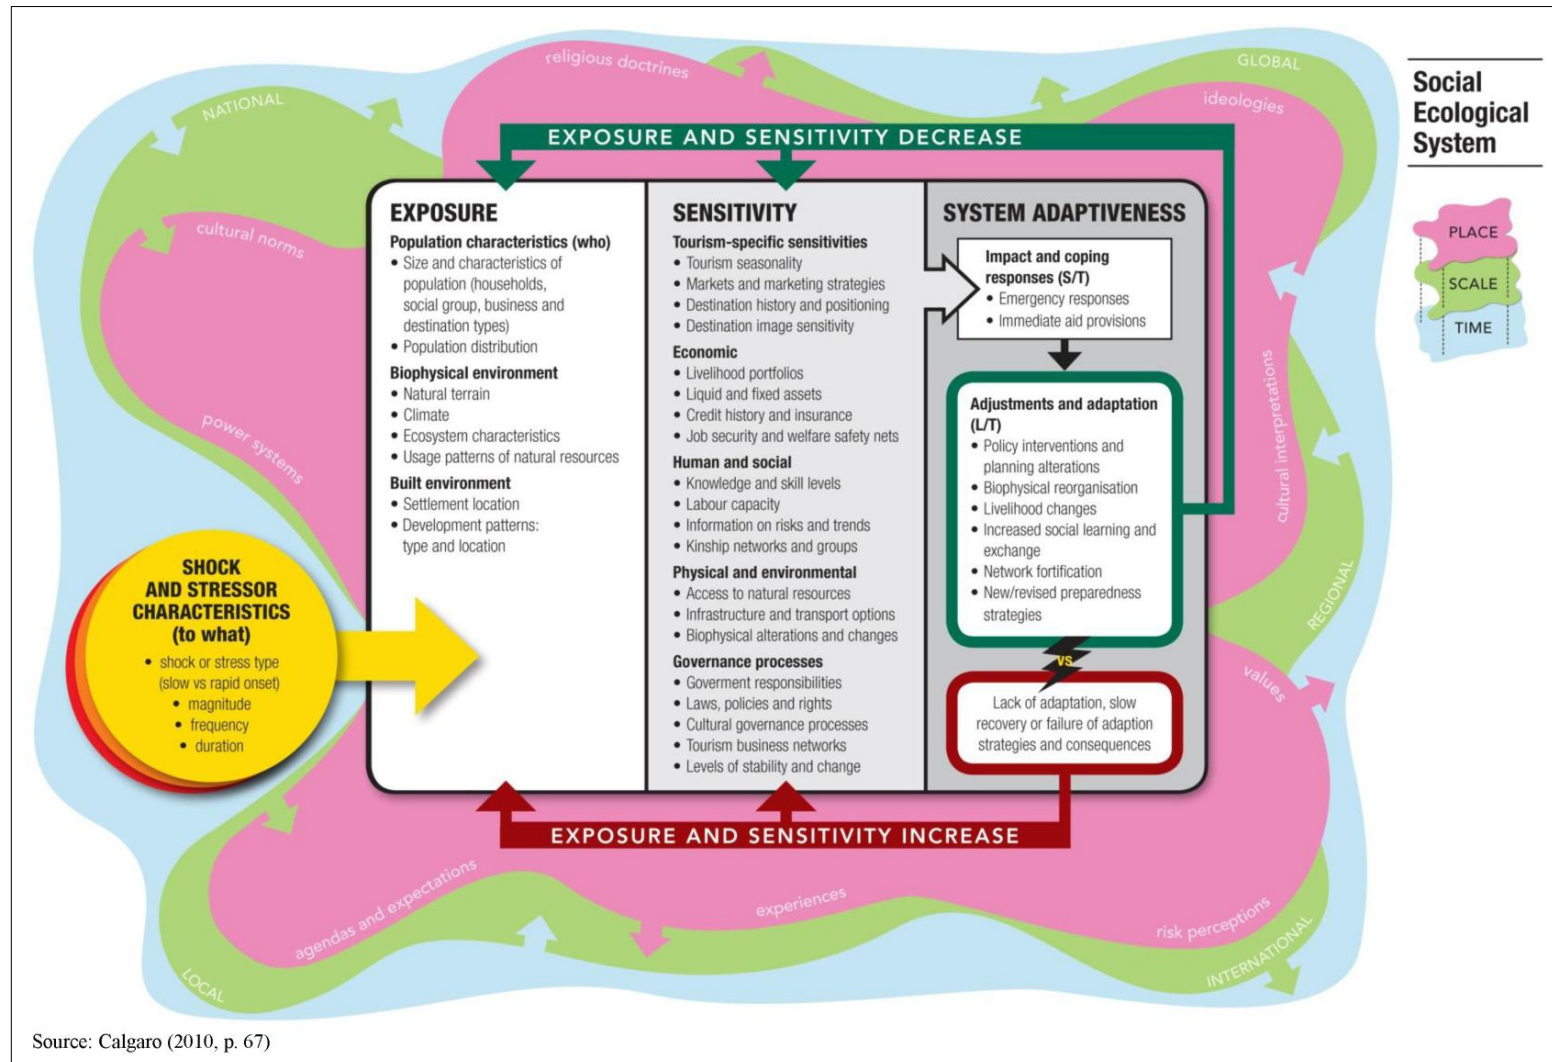 religious doctrines
GLOBAL
NATIONAL
ideologies
Social
Ecological
System
EXPOSURE AND SENSITIVITY DECREASE
cultural norms
PLACE
SCALE
TIME
EXPOSURE
Population characteristics (who)
• Size and characteristics of
population (households,
social group, business and
destination types)
• Population distribution
Biophysical environment
• Natural terrain
• Climate
• Ecosystem characteristics
• Usage patterns of natural resources
Built environment
• Settlement location
• Development patterns:
type and location
SENSITIVITY
Tourism-specific sensitivities
• Tourism seasonality
• Markets and marketing strategies
• Destination history and positioning
• Destination image sensitivity
Economic
• Livelihood portfolios
• Liquid and fixed assets
• Credit history and insurance
• Job security and welfare safety nets
Human and social
• Knowledge and skill levels
• Labour capacity
• Information on risks and trends
• Kinship networks and groups
Physical and environmental
• Access to natural resources
• Infrastructure and transport options
• Biophysical alterations and changes
Governance processes
• Goverment responsibilities
• Laws, policies and rights
• Cultural governance processes
• Tourism business networks
• Levels of stability and change
SYSTEM ADAPTIVENESS
Impact and coping
responses (S/T)
• Emergency responses
• Immediate aid provisions
Adjustments and adaptation
(L/T)
• Policy interventions and
planning alterations
• Biophysical reorganisation
• Livelihood changes
• Increased social learning and
exchange
• Network fortification
• New/revised preparedness
strategies
vs
Lack of adaptation, slow
recovery or failure of adaption
strategies and consequences
cultural interpretations
power systems
REGIONAL
SHOCK
AND STRESSOR
CHARACTERISTICS
(to what)
• shock or stress type
(slow vs rapid onset)
• magnitude
• frequency
• duration
values
EXPOSURE AND SENSITIVITY INCREASE
agendas and expectations
experiences
risk perceptions
LOCAL
INTERNATIONAL
Source: Calgaro (2010, p. 67)